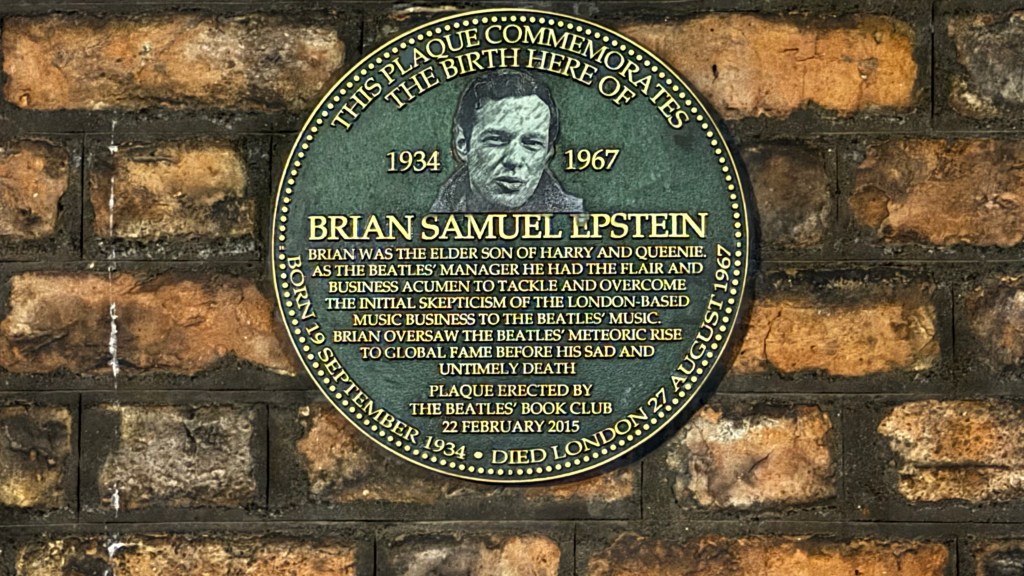 THIS PLAQUE COMMEMORATES
THE BIRTH HERE OF
1934 1967
BRIAN SAMUEL EPSTEIN
BRIAN WAS THE ELDER SON OF HARRY AND QUEENIE.
AS THE BEATLES' MANAGER HE HAD THE FLAIR AND
BUSINESS ACUMEN TO TACKLE AND OVERCOME
THE INITIAL SKEPTICISM OF THE LONDON-BASED
MUSIC BUSINESS TO THE BEATLES' MUSIC.
BRIAN OVERSAW THE BEATLES' METEORIC RISE
TO GLOBAL FAME BEFORE HIS SAD AND
UNTIMELY DEATH
PLAQUE ERECTED BY
THE BEATLES' BOOK CLUB
22 FEBRUARY 2015
BORN 19 SEPTEMBER 1934 • DIED LONDON 27 AUGUST 1967